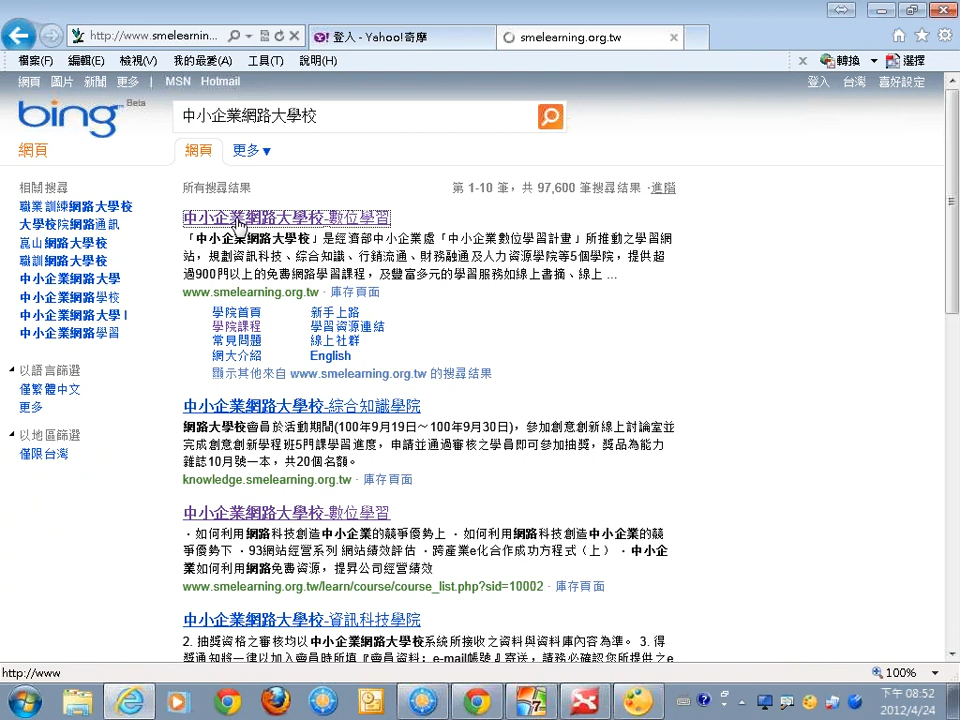 http://www.smelearnin...
登入 - Yahoo!奇摩
smelearning.org.tw
檔案(F) 編輯(E) 檢視(V) 我的最愛(A) 工具(T) 說明(H)
轉換 選擇
網頁 圖片 新聞 更多 | MSN Hotmail
登入 台灣 喜好設定
bing Beta
中小企業網路大學校
網頁
網頁 更多▼
相關搜尋
職業訓練網路大學校
大學校院網路通訊
崑山網路大學校
職訓網路大學校
中小企業網路大學
中小企業網路學校
中小企業網路大學 l
中小企業網路學習
以語言篩選
僅繁體中文
更多
以地區篩選
僅限台灣
所有搜尋結果
第 1-10 筆，共 97,600 筆搜尋結果 ·進階
中小企業網路大學校-數位學習
「中小企業網路大學校」是經濟部中小企業處「中小企業數位學習計畫」所推動之學習網
站，規劃資訊科技、綜合知識、行銷流通、財務融通及人力資源學院等5個學院，提供超
過900門以上的免費網路學習課程，及豐富多元的學習服務如線上書摘、線上 ...
www.smelearning.org.tw · 庫存頁面
學院首頁 新手上路
學院課程 學習資源連結
常見問題 線上社群
網大介紹 English
顯示其他來自 www.smelearning.org.tw 的搜尋結果
中小企業網路大學校-綜合知識學院
網路大學校會員於活動期間(100年9月19日～100年9月30日)，參加創意創新線上討論室並
完成創意創新學程班5門課學習進度，申請並通過審核之學員即可參加抽獎，獎品為能力
雜誌10月號一本，共20個名額。
knowledge.smelearning.org.tw · 庫存頁面
中小企業網路大學校-數位學習
．如何利用網路科技創造中小企業的競爭優勢上 ．如何利用網路科技創造中小企業的競
爭優勢下 ．93網站經營系列 網站績效評估 ．跨產業e化合作成功方程式（上） ．中小企
業如何利用網路免費資源，提昇公司經營績效
www.smelearning.org.tw/learn/course/course_list.php?sid=10002 · 庫存頁面
中小企業網路大學校-資訊科技學院
2. 抽獎資格之審核均以中小企業網路大學校系統所接收之資料與資料庫內容為準。 3. 得
獎通知將一律以加入會員時所填『會員資料：e-mail帳號』寄送，請務必確認您所提供之e
http://www
100%
下午 08:52
2012/4/24